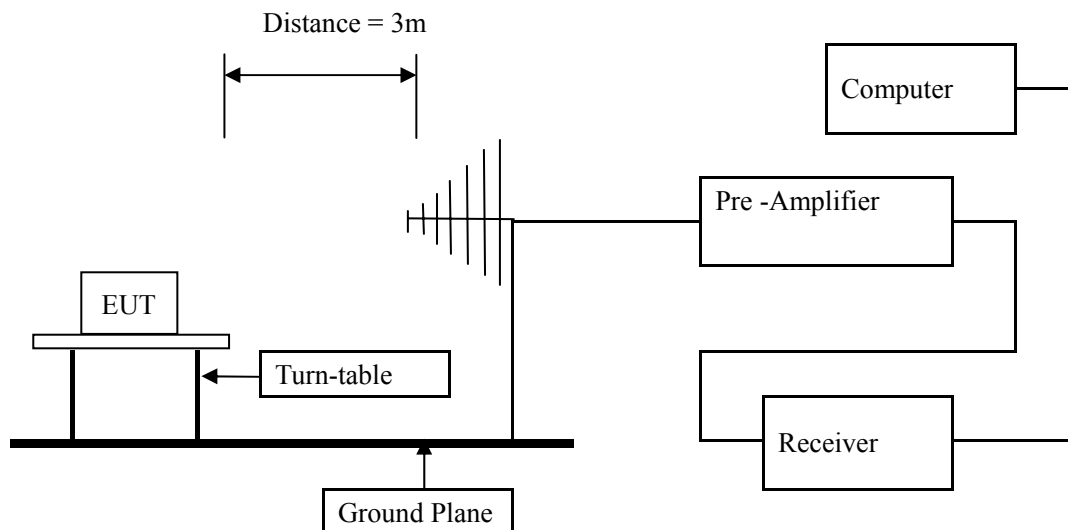 Distance = 3m
Computer
Pre -Amplifier
EUT
Turn-table
Receiver
Ground Plane